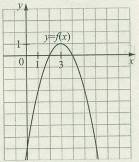 y
y=f(x)
1
0 1 3 x